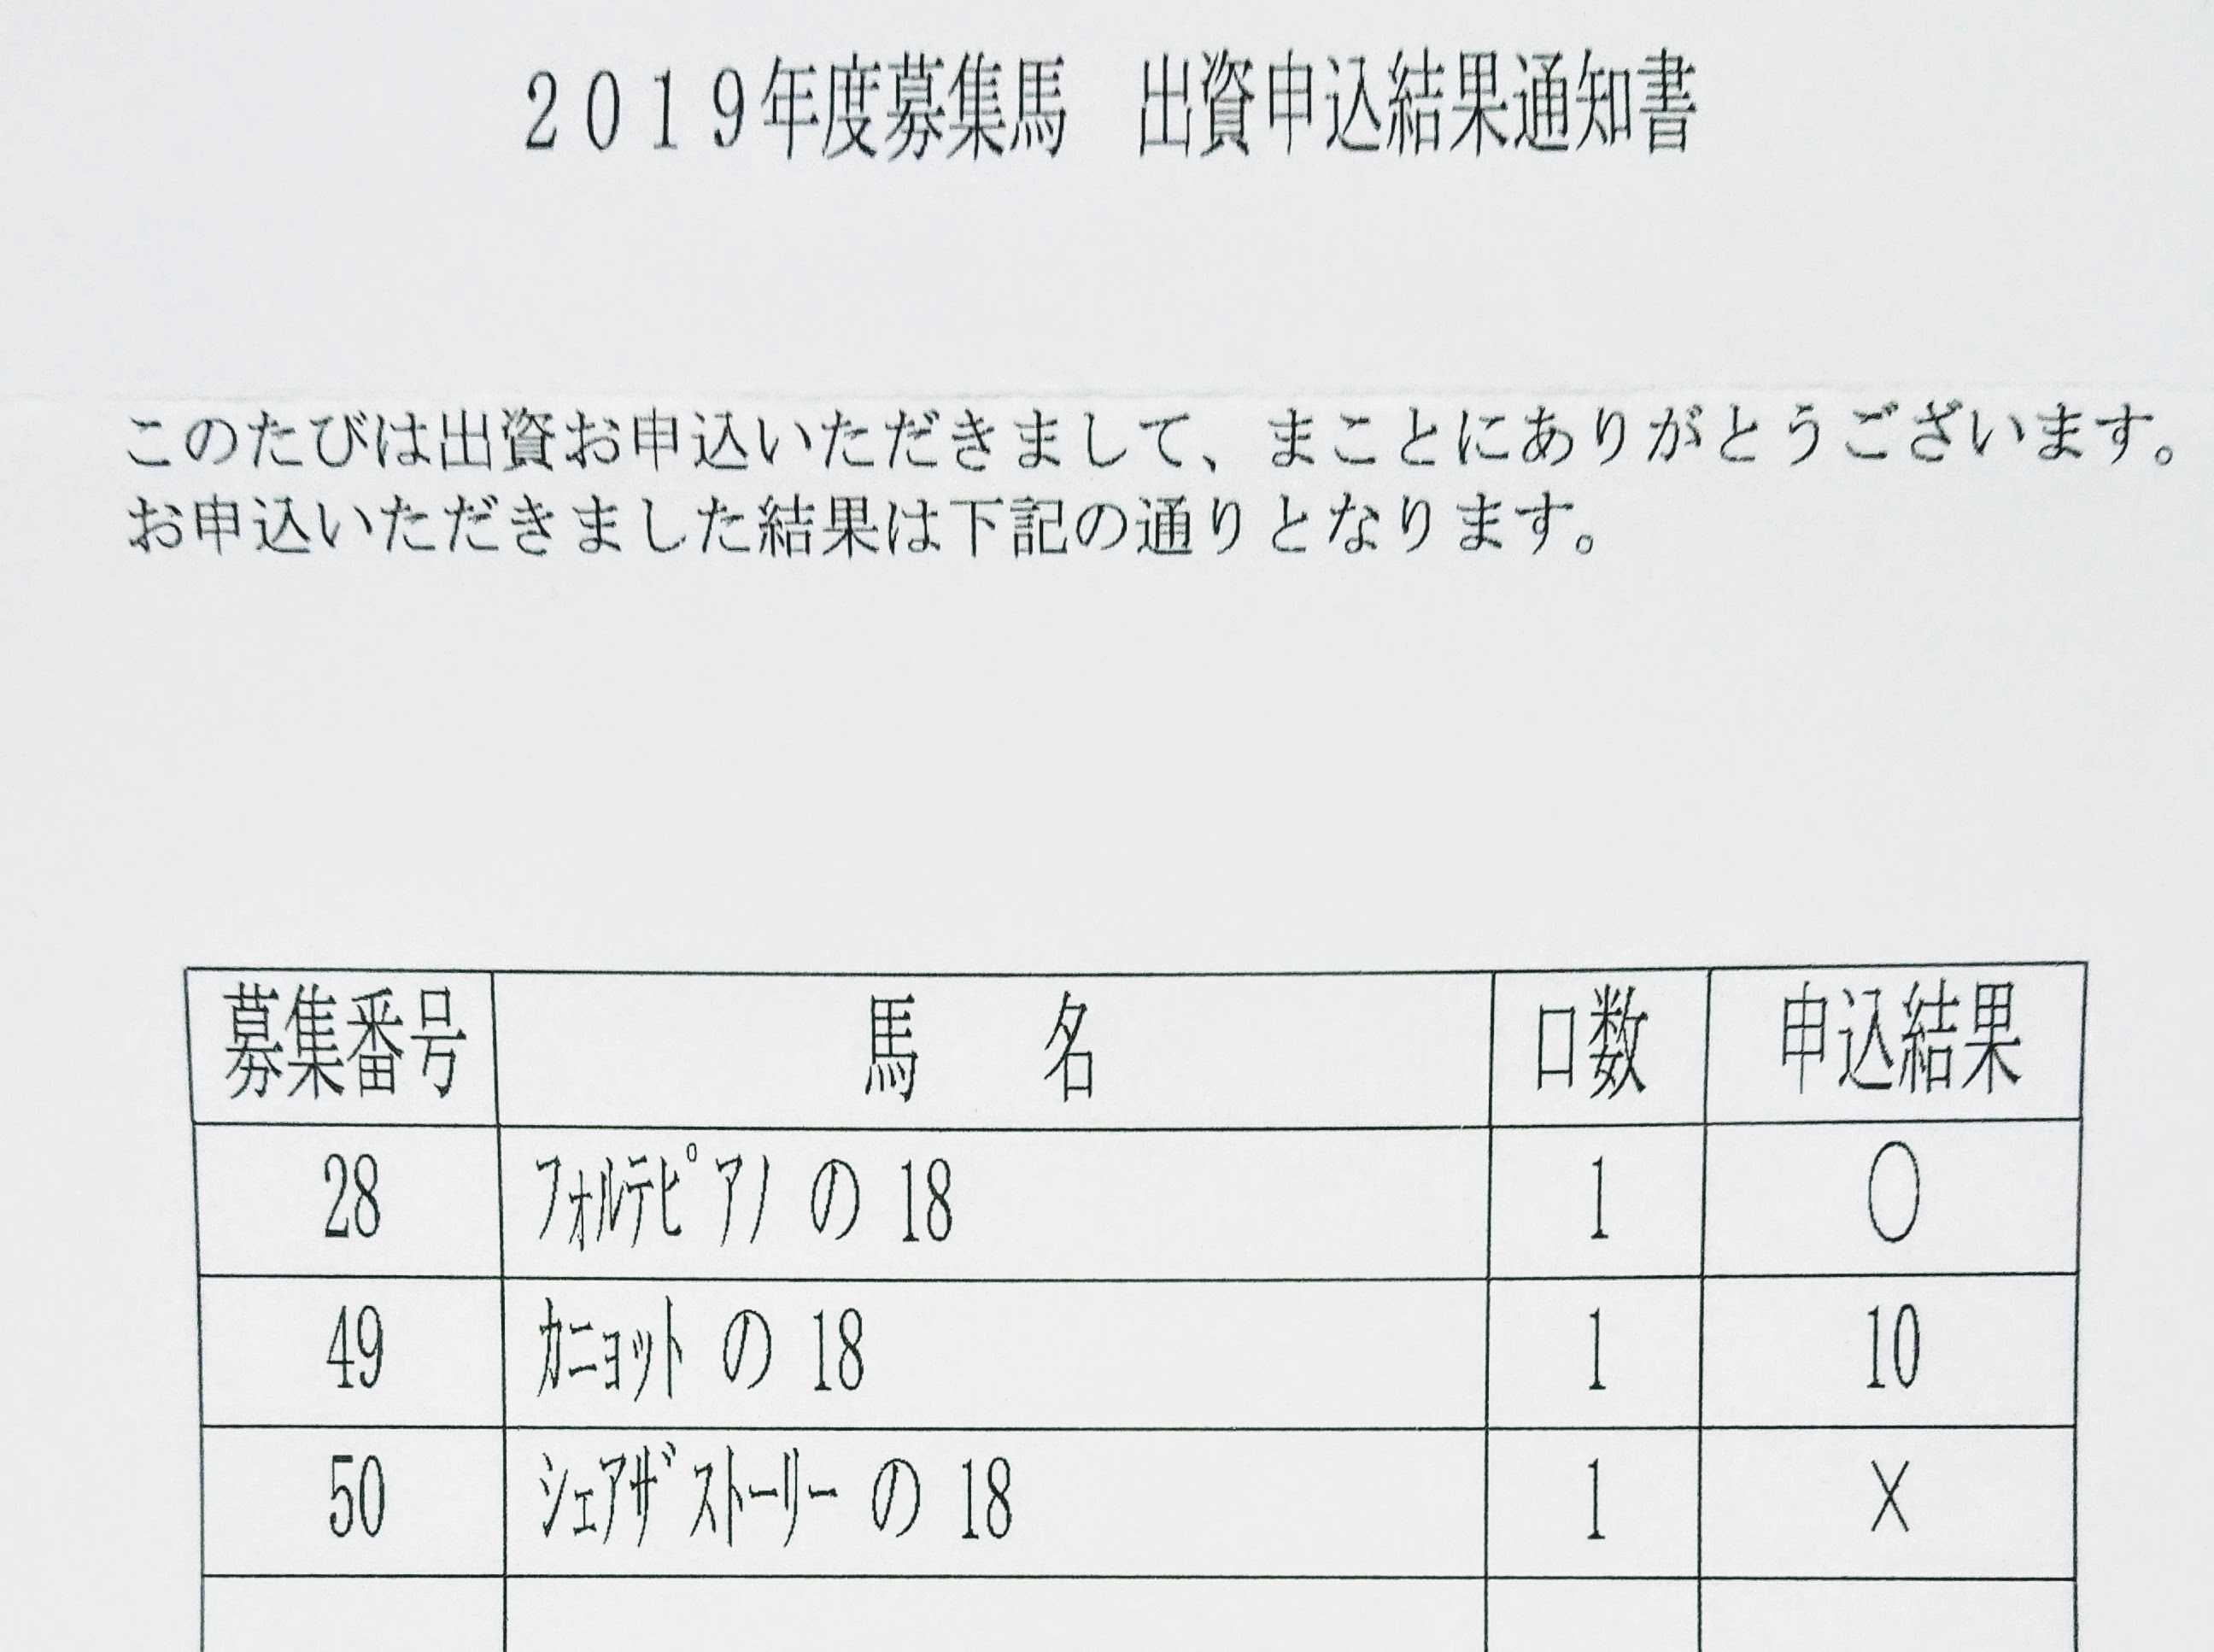 ２０１９年度募集馬　出資申込結果通知書
このたびは出資お申込いただきまして、まことにありがとうございます。
お申込いただきました結果は下記の通りとなります。
募集番号　馬　名　口数　申込結果
28　ﾌｫﾙﾃﾋﾟｱﾉ の 18　1　○
49　ｶﾆｮｯﾄ の 18　1　10
50　ｼｪｱｻﾞｽﾄｰﾘｰ の 18　1　×